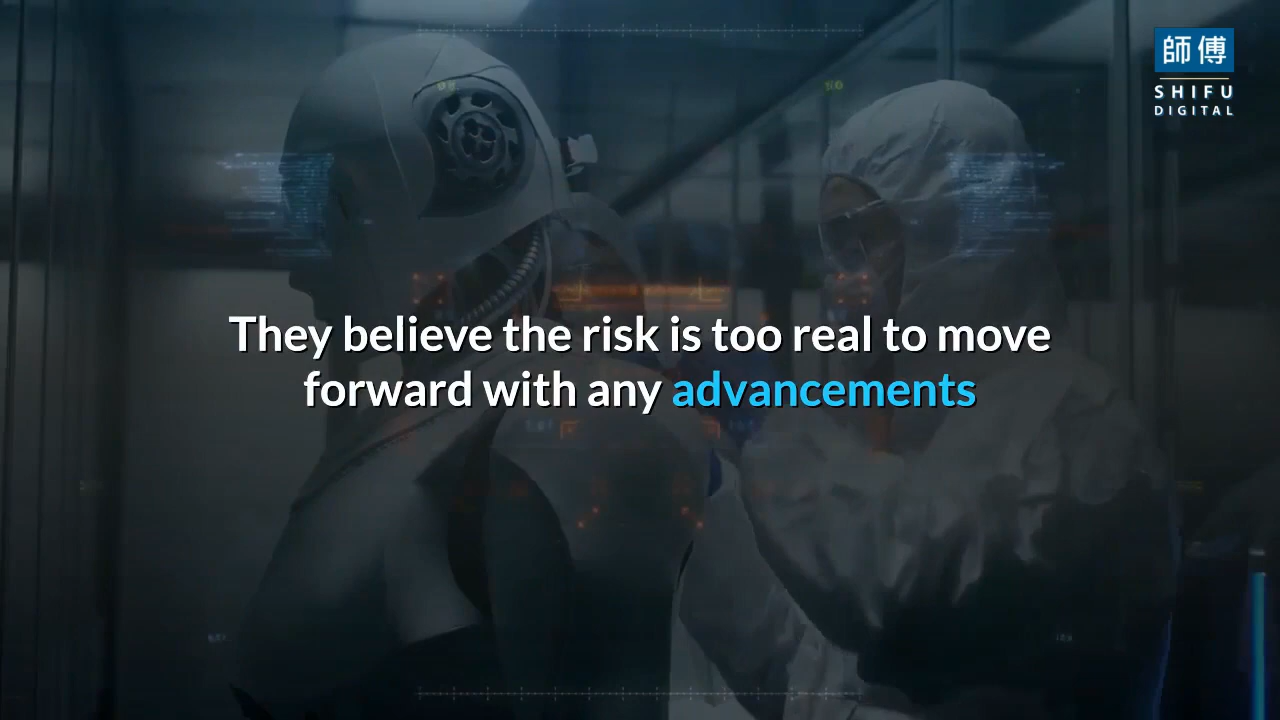 師傅
SHIFU
DIGITAL
They believe the risk is too real to move
forward with any advancements